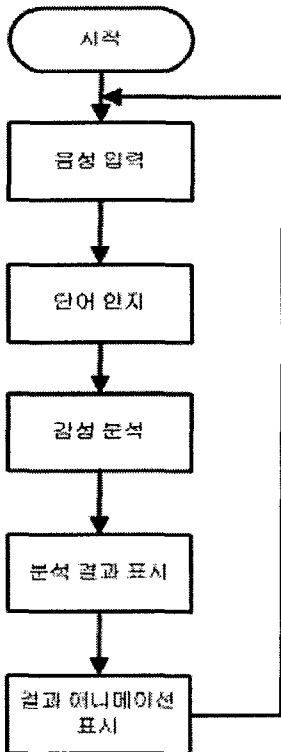 시작
음성 입력
단어 인지
감성 분석
분석 결과 표시
결과 애니메이션
표시